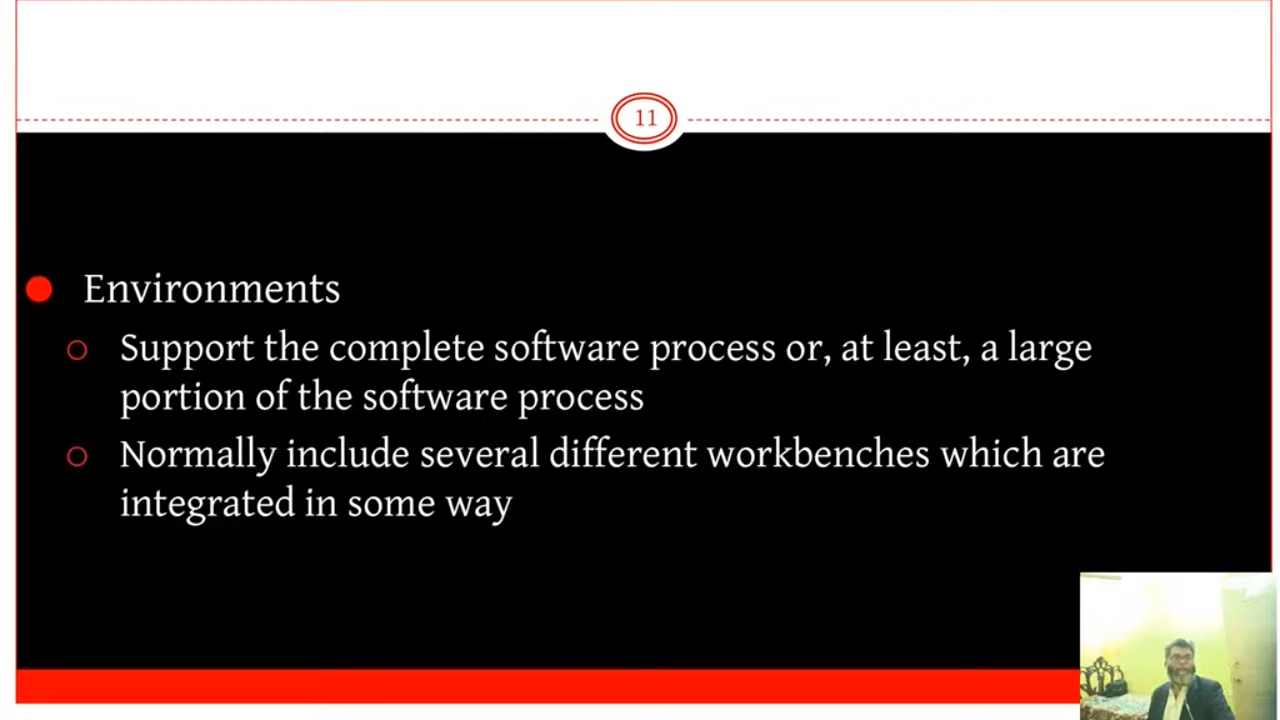 11
Environments
Support the complete software process or, at least, a large
portion of the software process
Normally include several different workbenches which are
integrated in some way